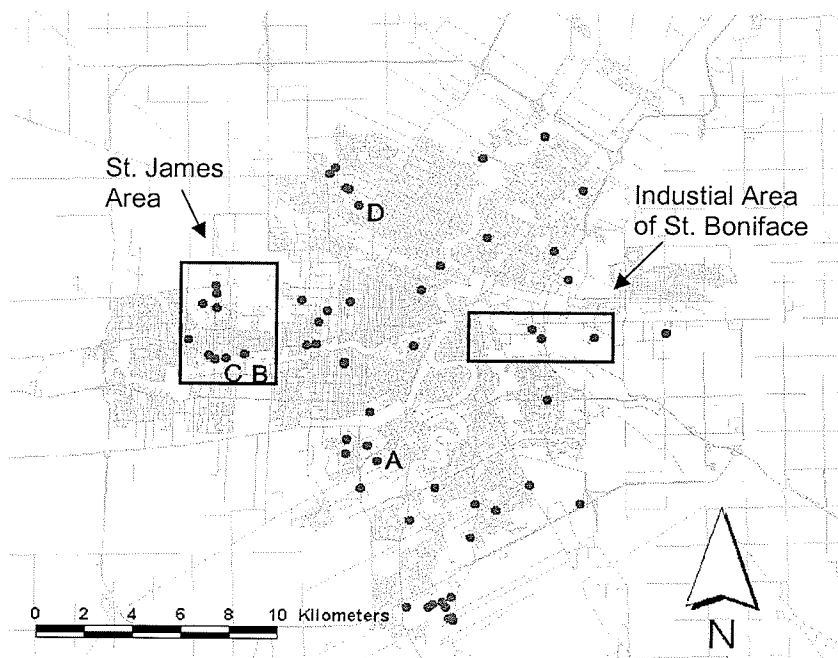 St. James
Area
Industial Area
of St. Boniface
D
C B
A
0 2 4 6 8 10 Kilometers
N